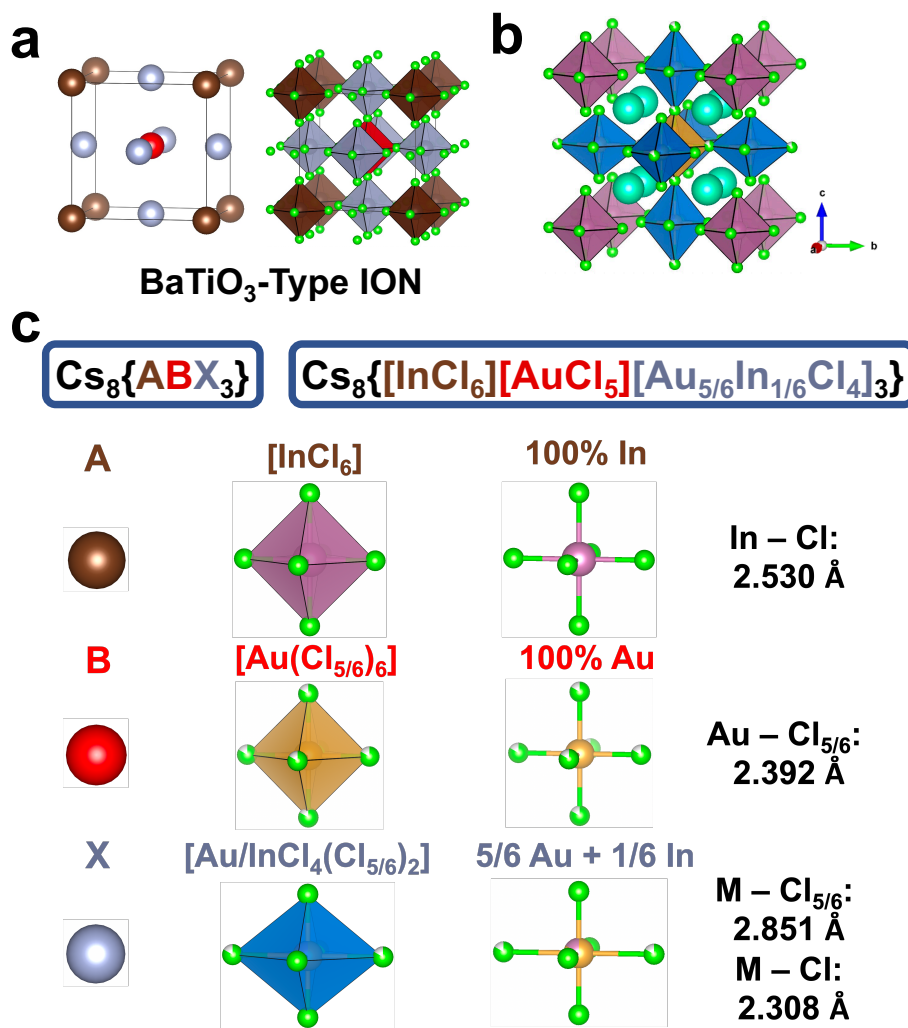 a
b
c
b
a
BaTiO₃-Type ION
c
Cs₈{ABX₃}
Cs₈{[InCl₆][AuCl₅][Au₅/₆In₁/₆Cl₄]₃}
A
[InCl₆]
100% In
In – Cl:
2.530 Å
B
[Au(Cl₅/₆)₆]
100% Au
Au – Cl₅/₆:
2.392 Å
X
[Au/InCl₄(Cl₅/₆)₂]
5/6 Au + 1/6 In
M – Cl₅/₆:
2.851 Å
M – Cl:
2.308 Å